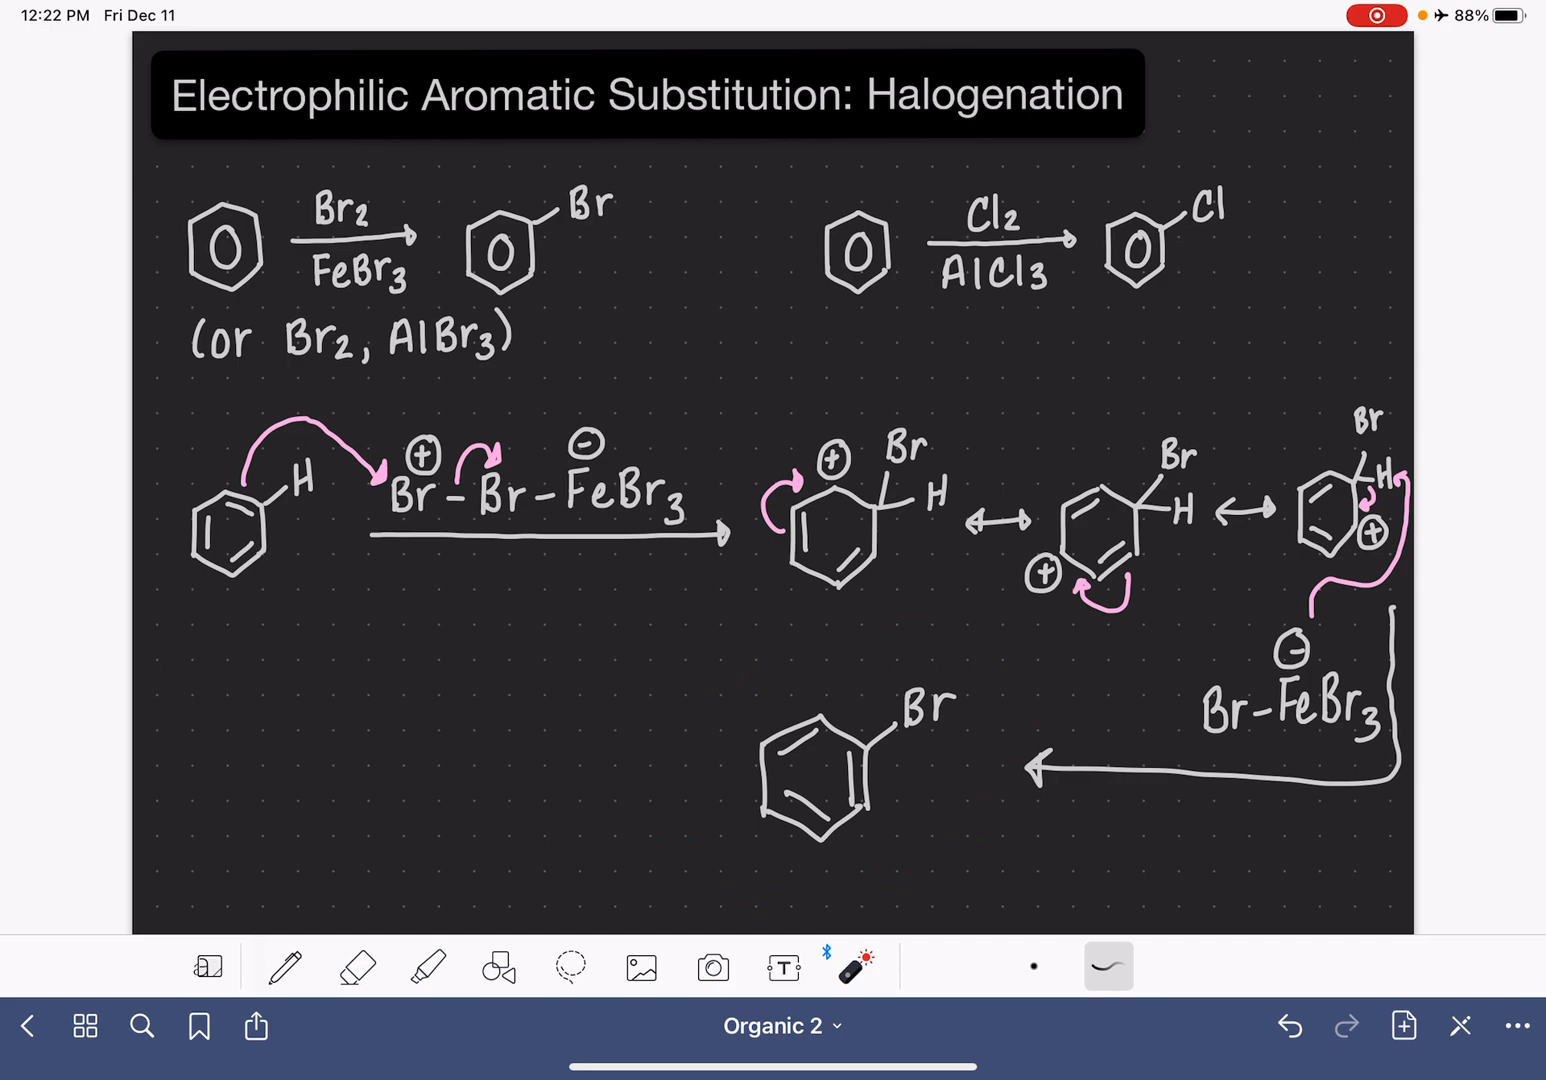 12:22 PM Fri Dec 11
88%
Electrophilic Aromatic Substitution: Halogenation
Br2
FeBr3
Br
(or Br2, AlBr3)
Cl2
AlCl3
Cl
H
⊕ ⊖
Br-Br-FeBr3
⊕ Br
H
Br
H
⊕
Br
H
⊕
⊖
Br-FeBr3
Br
T
Organic 2